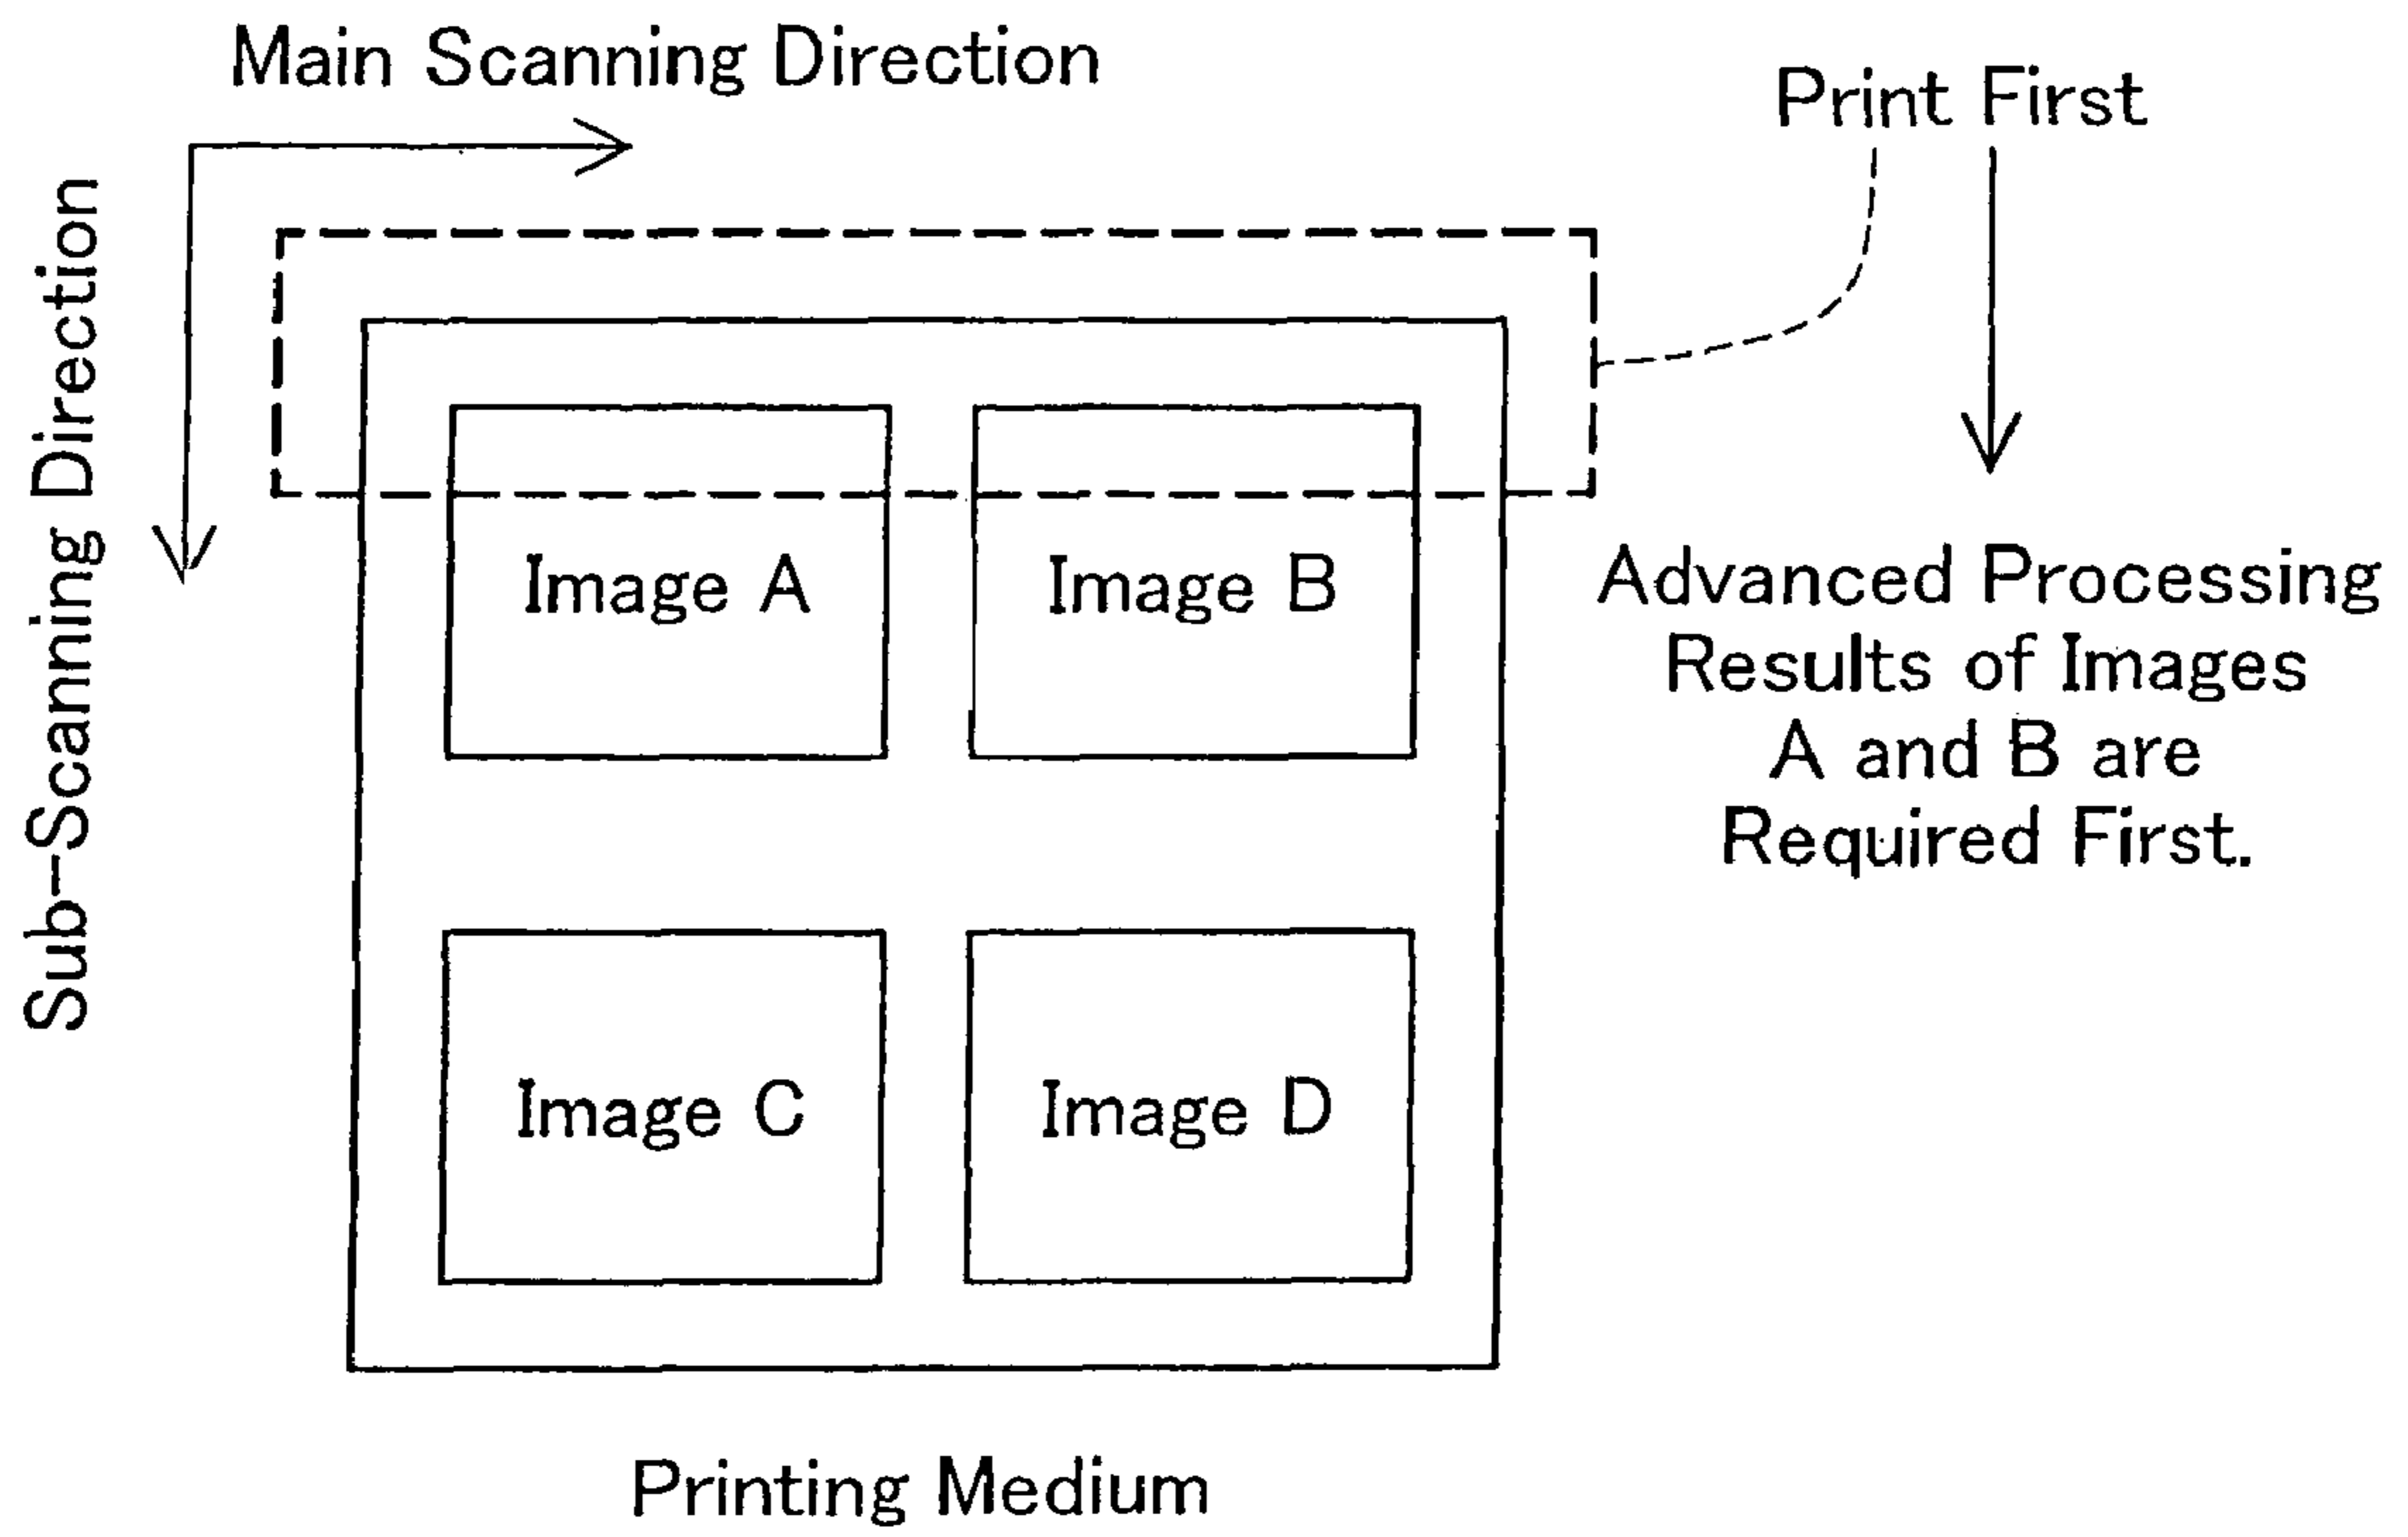 Main Scanning Direction
Print First
Sub-Scanning Direction
Image A
Image B
Advanced Processing
Results of Images
A and B are
Required First.
Image C
Image D
Printing Medium